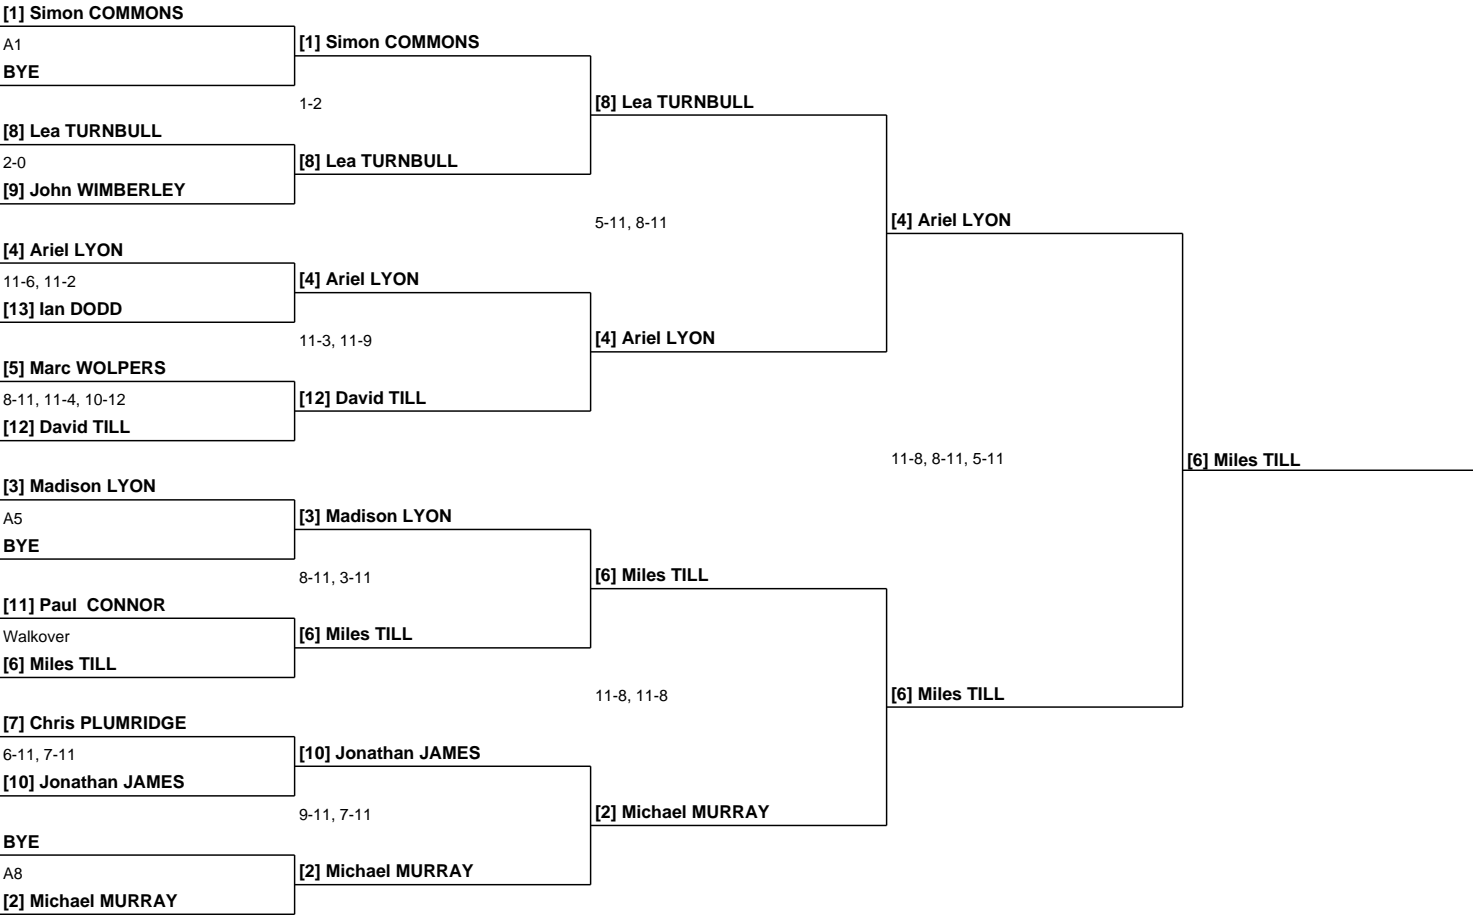 [1] Simon COMMONS
A1
BYE
[8] Lea TURNBULL
2-0
[9] John WIMBERLEY
[4] Ariel LYON
11-6, 11-2
[13] Ian DODD
[5] Marc WOLPERS
8-11, 11-4, 10-12
[12] David TILL
[3] Madison LYON
A5
BYE
[11] Paul  CONNOR
Walkover
[6] Miles TILL
[7] Chris PLUMRIDGE
6-11, 7-11
[10] Jonathan JAMES
BYE
A8
[2] Michael MURRAY
[1] Simon COMMONS
1-2
[8] Lea TURNBULL
[4] Ariel LYON
11-3, 11-9
[12] David TILL
[3] Madison LYON
8-11, 3-11
[6] Miles TILL
[10] Jonathan JAMES
9-11, 7-11
[2] Michael MURRAY
[8] Lea TURNBULL
5-11, 8-11
[4] Ariel LYON
[6] Miles TILL
11-8, 11-8
[2] Michael MURRAY
[4] Ariel LYON
11-8, 8-11, 5-11
[6] Miles TILL
[6] Miles TILL